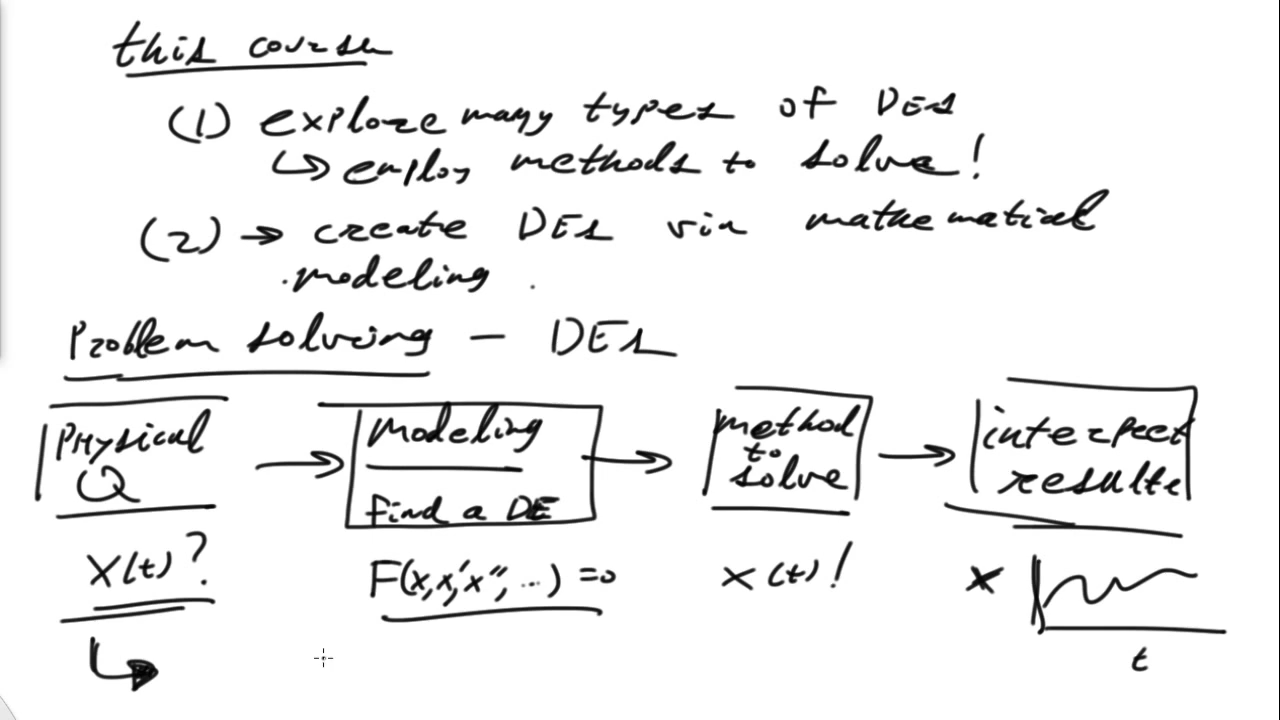 this course
(1) explore many types of DEs
↳ employ methods to solve!
(2) → create DEs via mathematical
modeling.
Problem solving - DEs
PHysical
Q
→
Modeling
find a DE
→
method
to
solve
→
interpret
results
x(t)?
F(x,x',x'',...)=0
x(t)!
x
t
↳